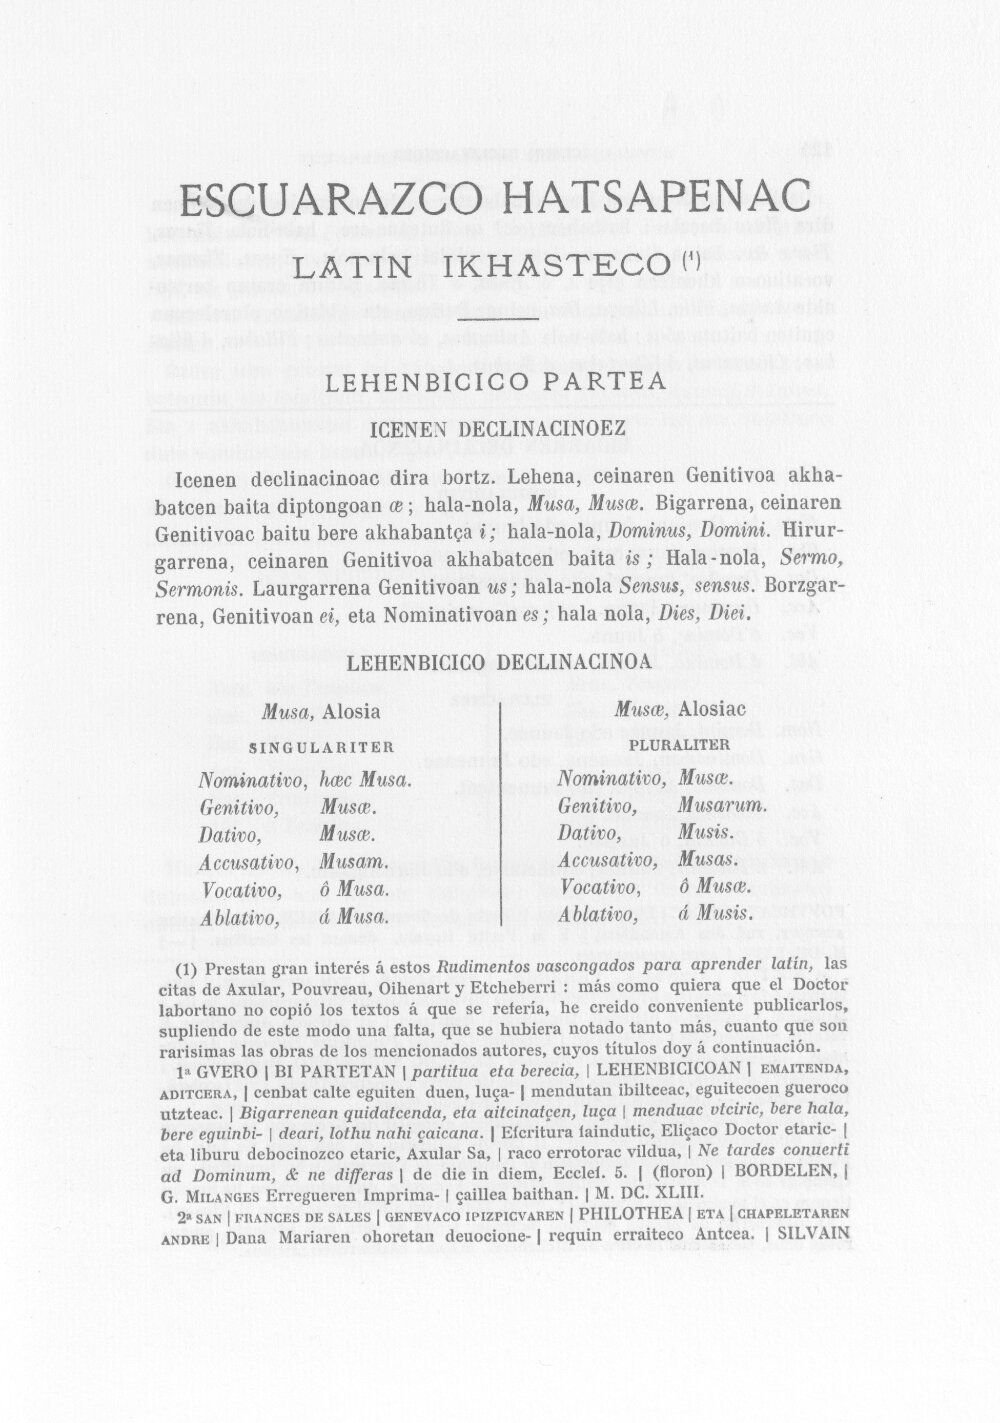 ESCUARAZCO HATSAPENAC
LATIN IKHASTECO (¹)
LEHENBICICO PARTEA
ICENEN DECLINACINOEZ
Icenen declinacinoac dira bortz. Lehena, ceinaren Genitivoa akha-
batcen baita diptongoan æ; hala-nola, Musa, Musæ. Bigarrena, ceinaren
Genitivoac baitu bere akhabantça i; hala-nola, Dominus, Domini. Hirur-
garrena, ceinaren Genitivoa akhabatcen baita is; Hala-nola, Sermo,
Sermonis. Laurgarrena Genitivoan us; hala-nola Sensus, sensus. Borzgar-
rena, Genitivoan ei, eta Nominativoan es; hala nola, Dies, Diei.
LEHENBICICO DECLINACINOA
Musa, Alosia
SINGULARITER
Nominativo, hæc Musa.
Genitivo, Musæ.
Dativo, Musæ.
Accusativo, Musam.
Vocativo, ô Musa.
Ablativo, á Musa.
Musæ, Alosiac
PLURALITER
Nominativo, Musæ.
Genitivo, Musarum.
Dativo, Musis.
Accusativo, Musas.
Vocativo, ô Musæ.
Ablativo, á Musis.
(1) Prestan gran interés á estos Rudimentos vascongados para aprender latín, las
citas de Axular, Pouvreau, Oihenart y Etcheberri : más como quiera que el Doctor
labortano no copió los textos á que se refería, he creido conveniente publicarlos,
supliendo de este modo una falta, que se hubiera notado tanto más, cuanto que son
rarisimas las obras de los mencionados autores, cuyos títulos doy á continuación.
1ª GVERO | BI PARTETAN | partitua eta berecia, | LEHENBICICOAN | EMAITENDA,
ADITCERA, | cenbat calte eguiten duen, luça- | mendutan ibiltceac, eguitecoen gueroco
utzteac. | Bigarrenean quidatcenda, eta aitcinatçen, luça | menduac vtciric, bere hala,
bere eguinbi- | deari, lothu nahi çaicana. | Eſcritura ſaindutic, Eliçaco Doctor etaric- |
eta liburu debocinozco etaric, Axular Sa, | raco errotorac vildua, | Ne tardes conuerti
ad Dominum, & ne differas | de die in diem, Eccleſ. 5. | (floron) | BORDELEN, |
G. MILANGES Erregueren Imprima- | çaillea baithan. | M. DC. XLIII.
2ª SAN | FRANCES DE SALES | GENEVACO IPIZPICVAREN | PHILOTHEA | ETA | CHAPELETAREN
ANDRE | Dana Mariaren ohoretan deuocione- | requin erraiteco Antcea. | SILVAIN